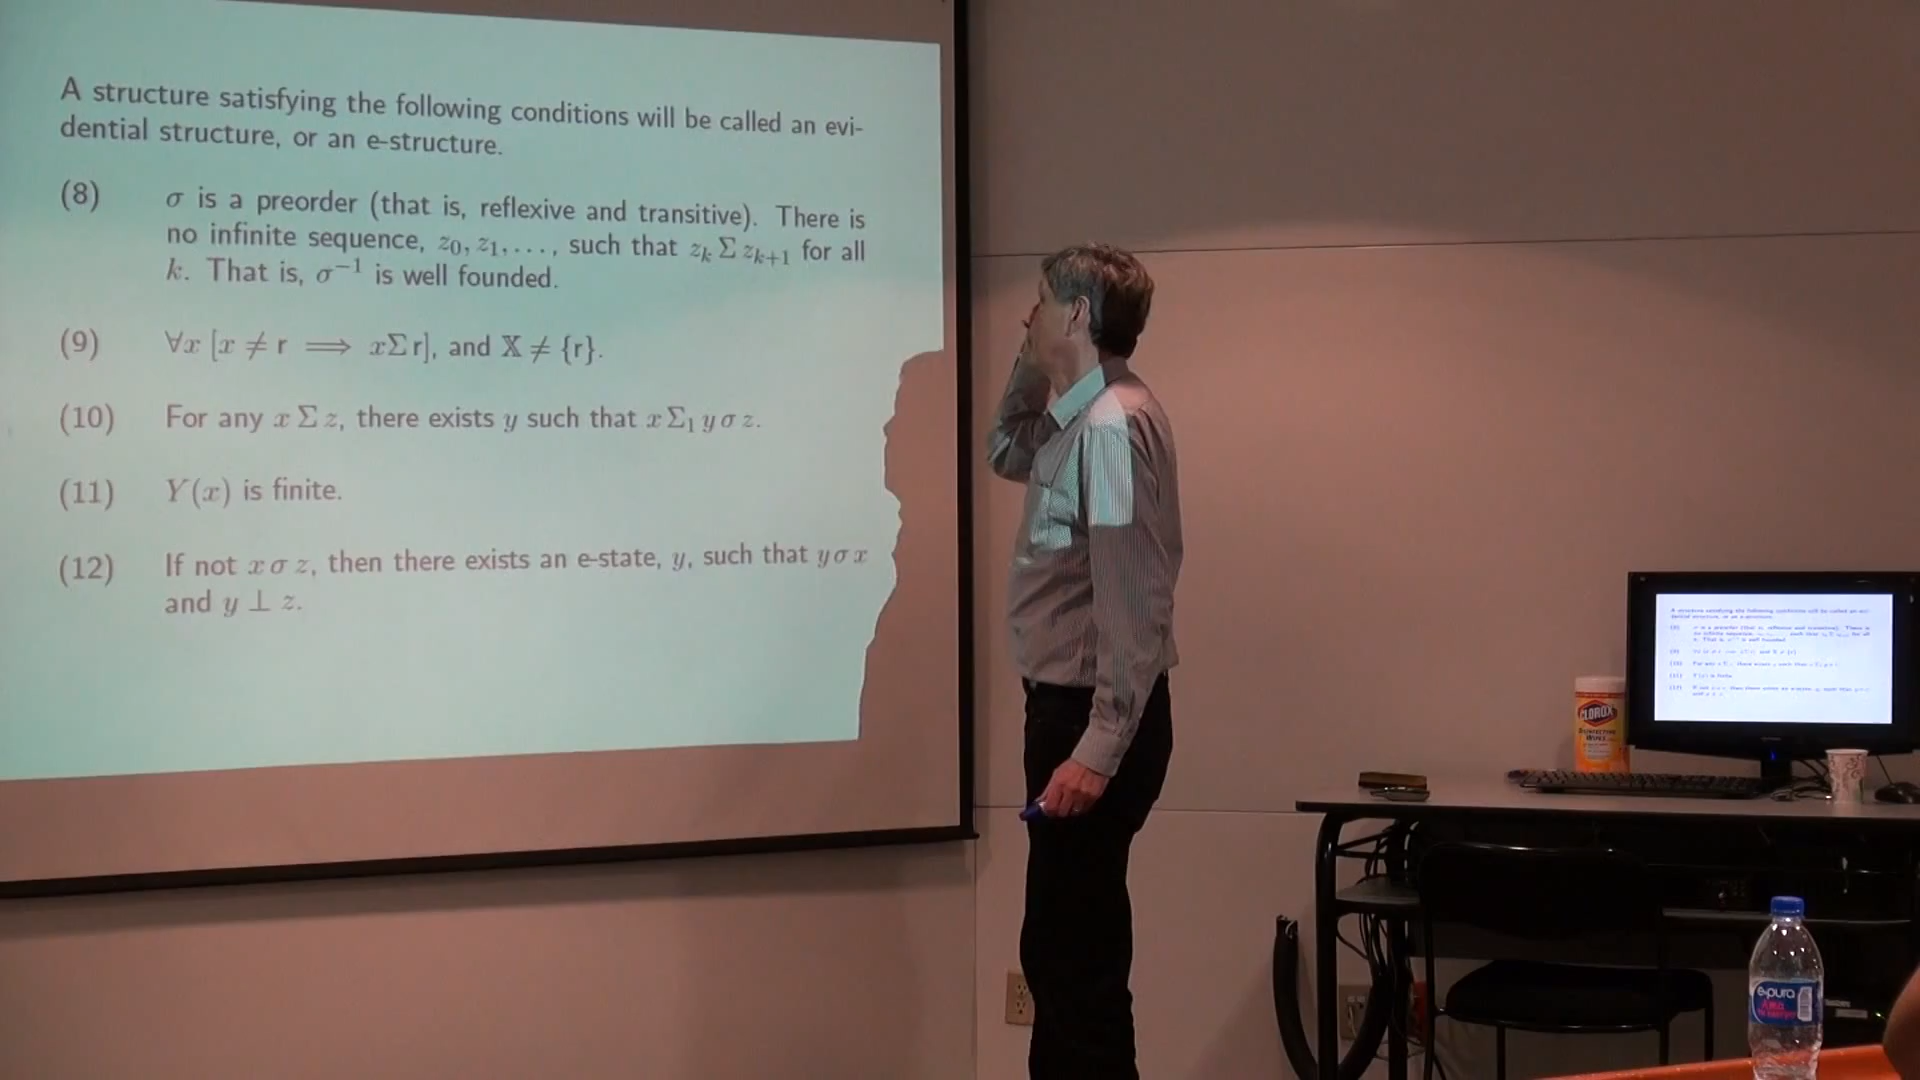 A structure satisfying the following conditions will be called an evi-
dential structure, or an e-structure.
(8) σ is a preorder (that is, reflexive and transitive). There is
no infinite sequence, z₀, z₁, . . . , such that zₖ Σ zₖ₊₁ for all
k. That is, σ⁻¹ is well founded.
(9) ∀x [x ≠ r ⟹ xΣr], and 𝕏 ≠ {r}.
(10) For any x Σ z, there exists y such that x Σ₁ y σ z.
(11) Y(x) is finite.
(12) If not x σ z, then there exists an e-state, y, such that y σ x
and y ⊥ z.
CLOROX
DISINFECTING
WIPES
epura